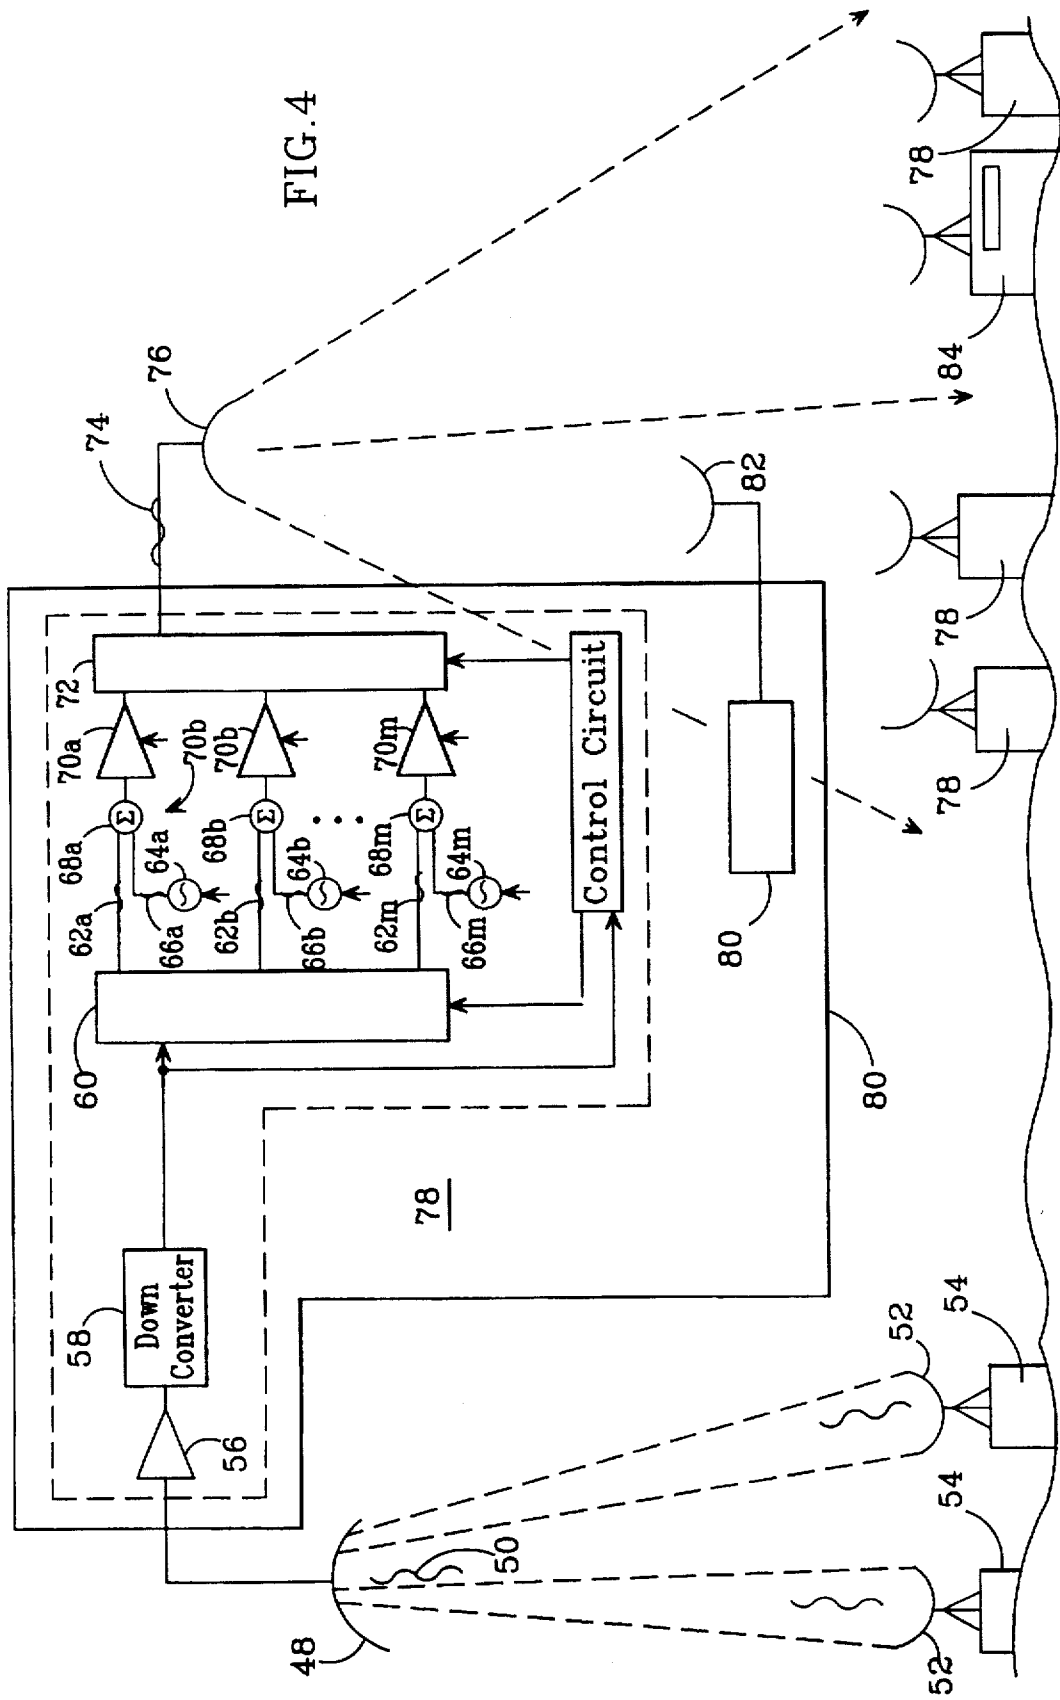 FIG.4
74
76
72
70a
70b
70b
70m
68a
68b
68m
Σ
Σ
Σ
64a
64b
64m
62a
62b
62m
66a
66b
66m
60
58
Down
Converter
56
Control Circuit
78
80
80
82
48
50
52
52
54
54
78
78
84
78